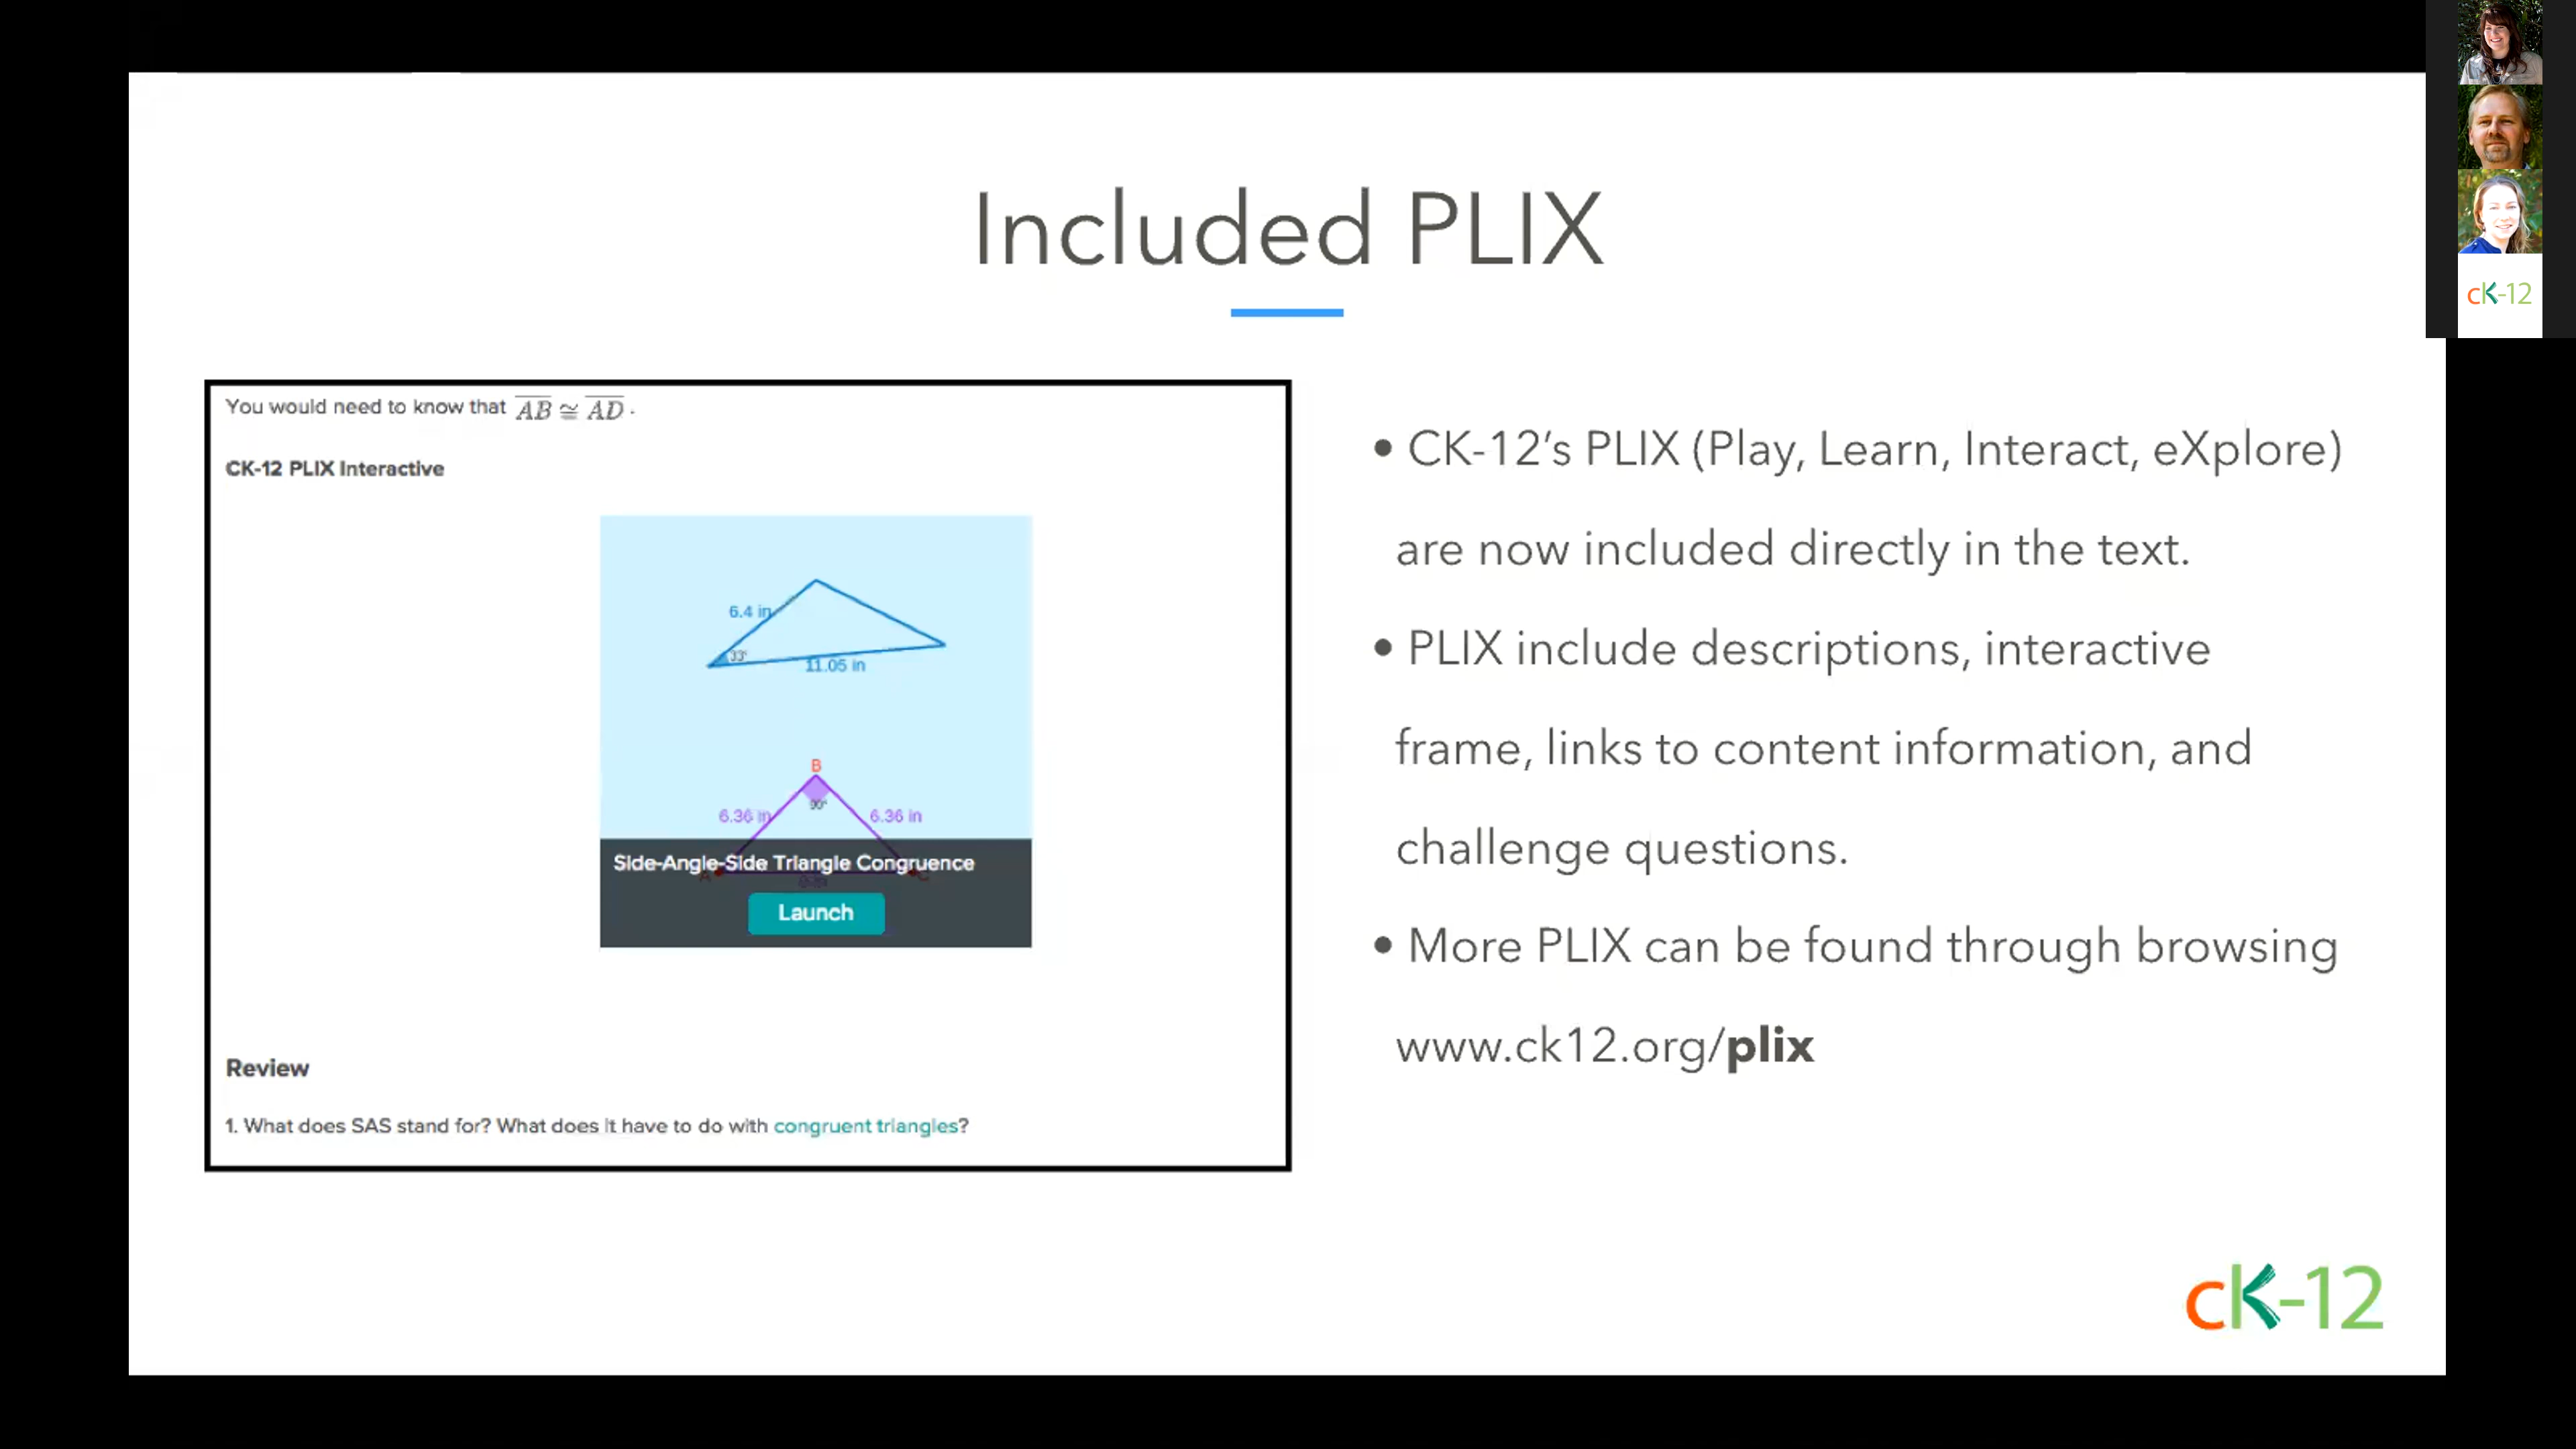 cK-12
Included PLIX
You would need to know that AB ≅ AD.
CK-12 PLIX Interactive
6.4 in
33°
11.05 in
B
90°
6.36 in
6.36 in
Side-Angle-Side Triangle Congruence
A
C
Launch
Review
1. What does SAS stand for? What does it have to do with congruent triangles?
• CK-12’s PLIX (Play, Learn, Interact, eXplore)
are now included directly in the text.
• PLIX include descriptions, interactive
frame, links to content information, and
challenge questions.
• More PLIX can be found through browsing
www.ck12.org/plix
cK-12